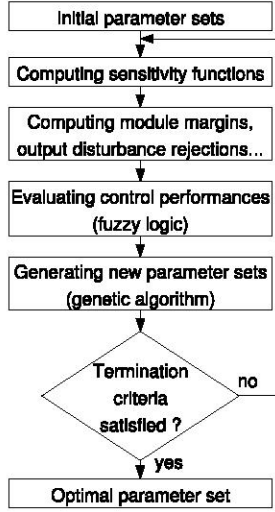 Initial parameter sets
Computing sensitivity functions
Computing module margins,
output disturbance rejections...
Evaluating control performances
(fuzzy logic)
Generating new parameter sets
(genetic algorithm)
Termination
criteria
satisfied ?
no
yes
Optimal parameter set